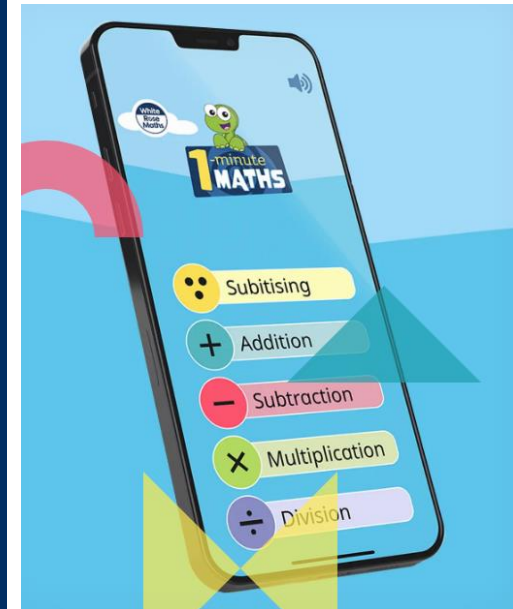 White
Rose
Maths
1-minute
MATHS
Subitising
+ Addition
− Subtraction
× Multiplication
÷ Division